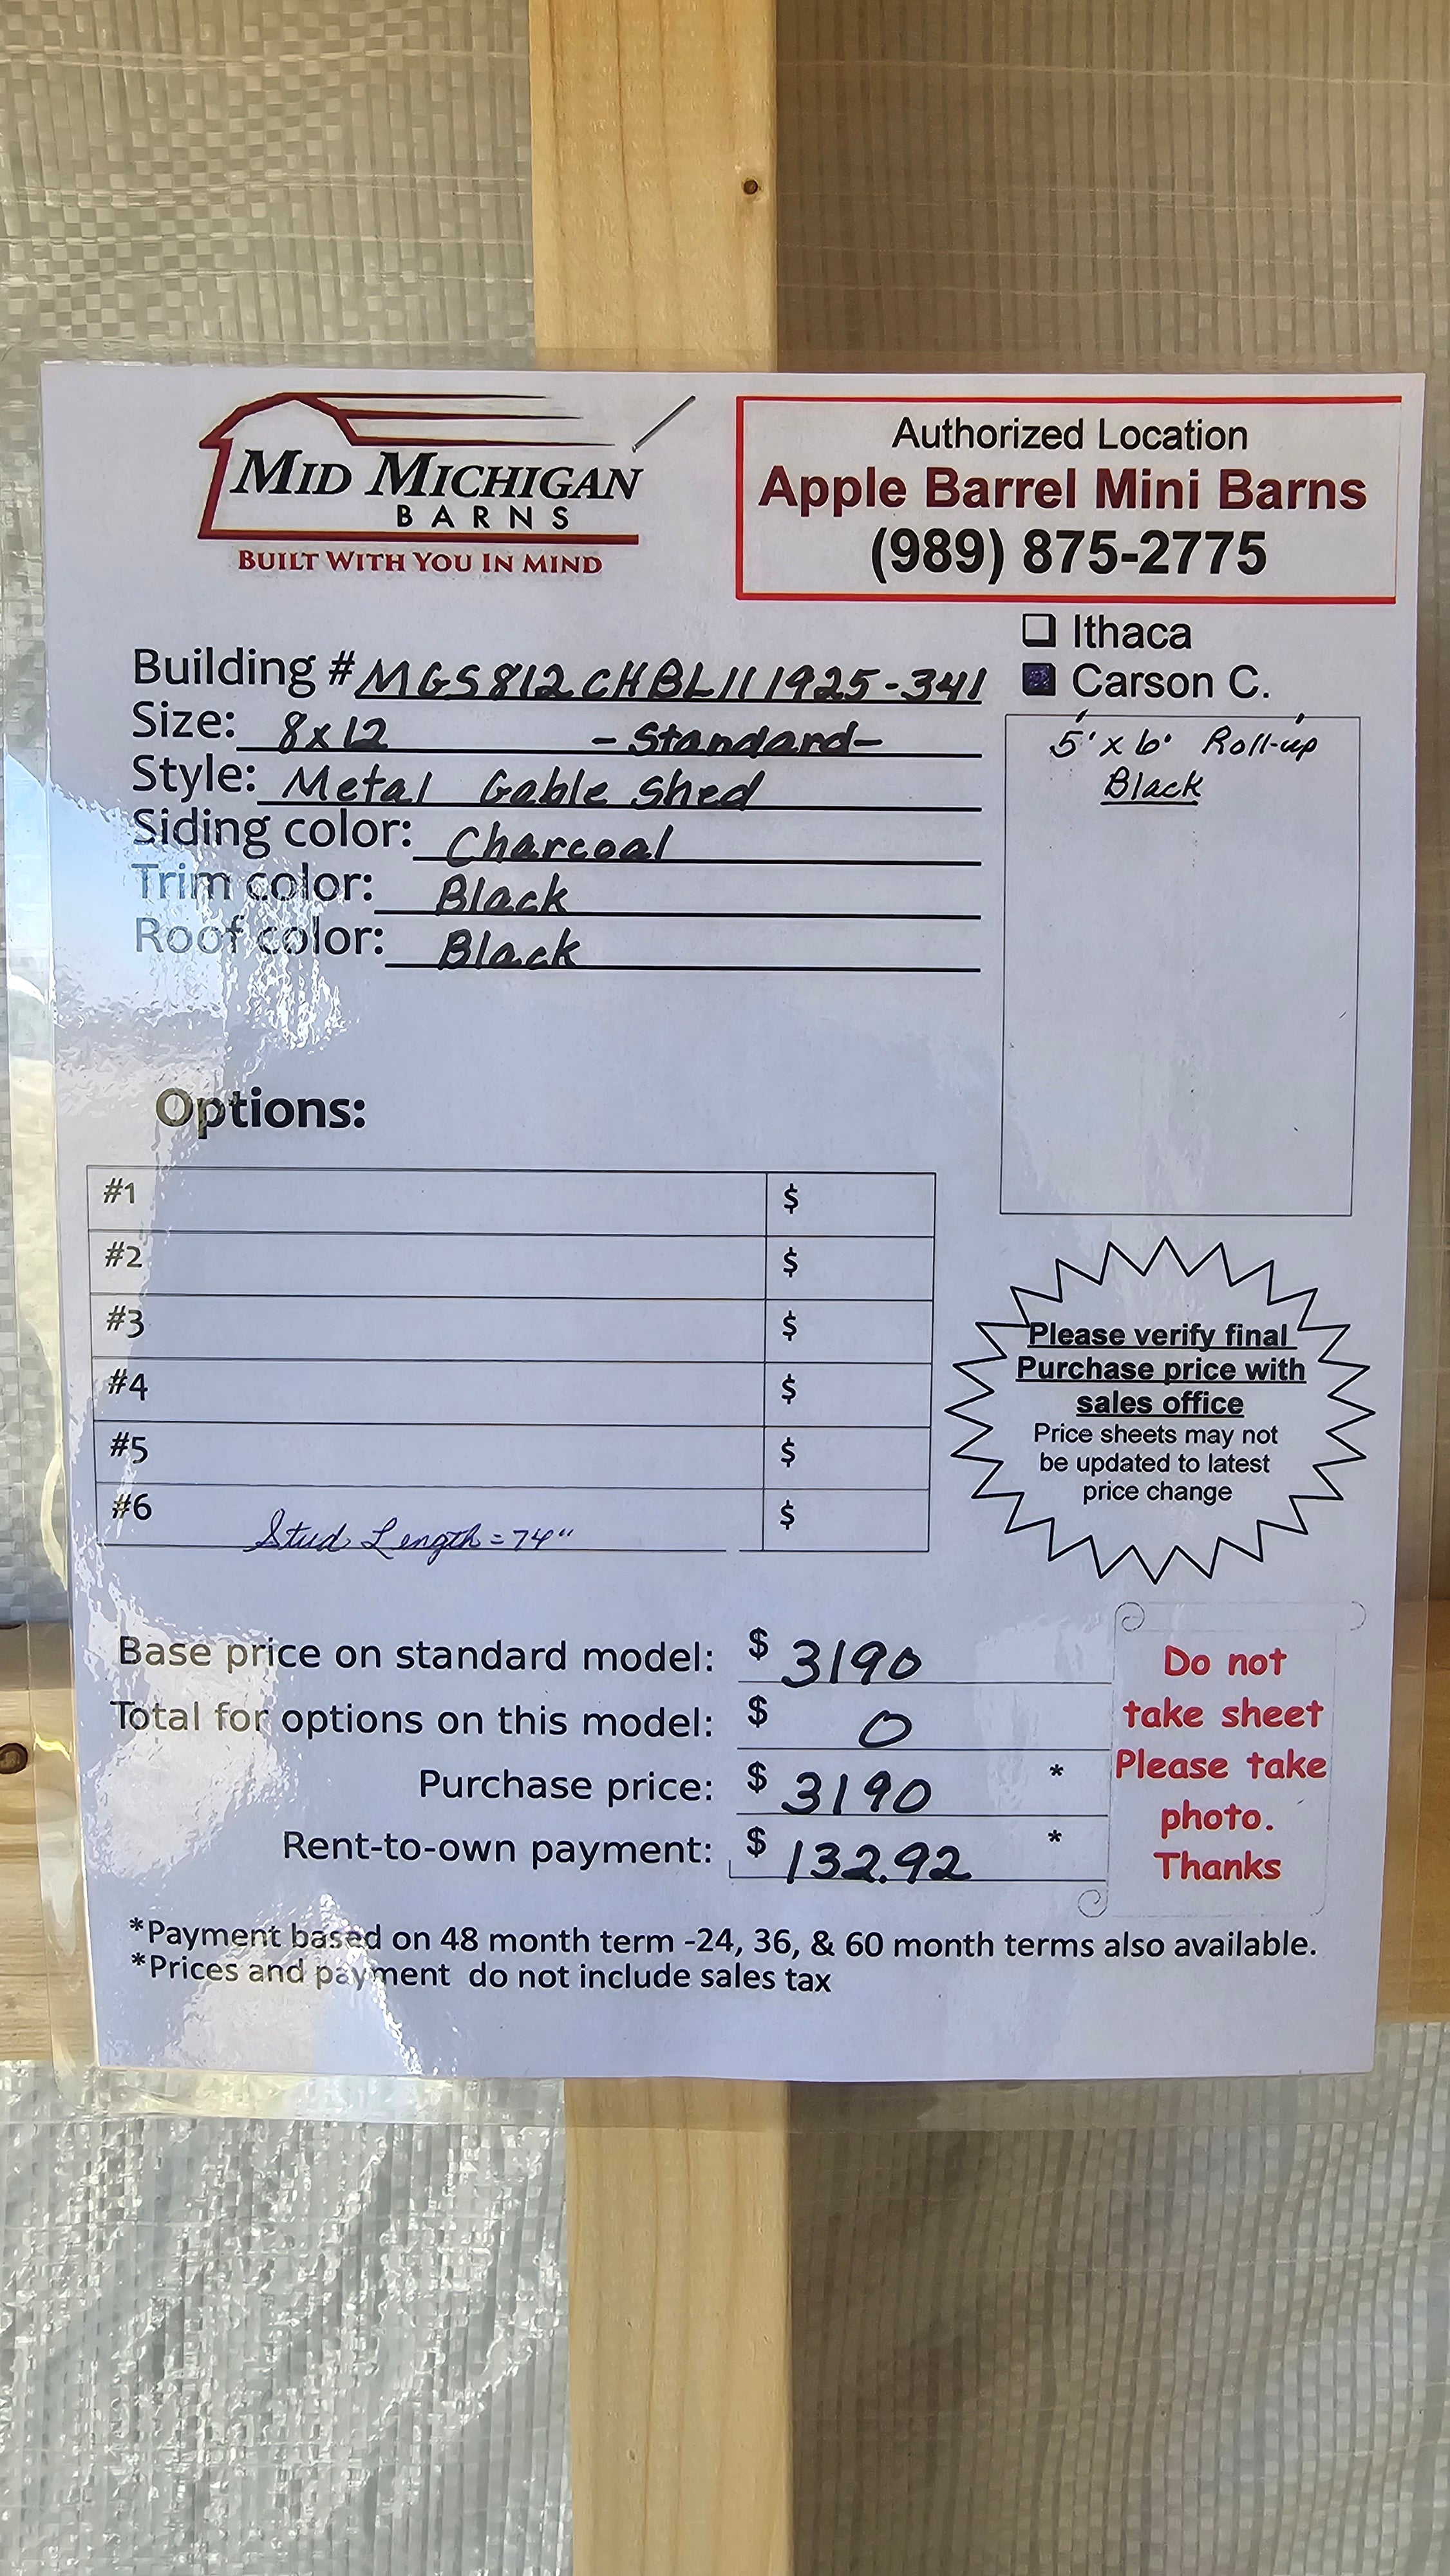 MID MICHIGAN
BARNS
BUILT WITH YOU IN MIND
Authorized Location
Apple Barrel Mini Barns
(989) 875-2775
Ithaca
Carson C.
Building # MGS812CHBL111925-341
Size: 8x12 - Standard -
Style: Metal Gable Shed
Siding color: Charcoal
Trim color: Black
Roof color: Black
5' x 6' Roll-up
Black
Options:
#1 $
#2 $
#3 $
#4 $
#5 $
#6 Stud Length = 74" $
Please verify final
Purchase price with
sales office
Price sheets may not
be updated to latest
price change
Base price on standard model: $ 3190
Total for options on this model: $ 0
Purchase price: $ 3190 *
Rent-to-own payment: $ 132.92 *
Do not
take sheet
Please take
photo.
Thanks
*Payment based on 48 month term -24, 36, & 60 month terms also available.
*Prices and payment do not include sales tax